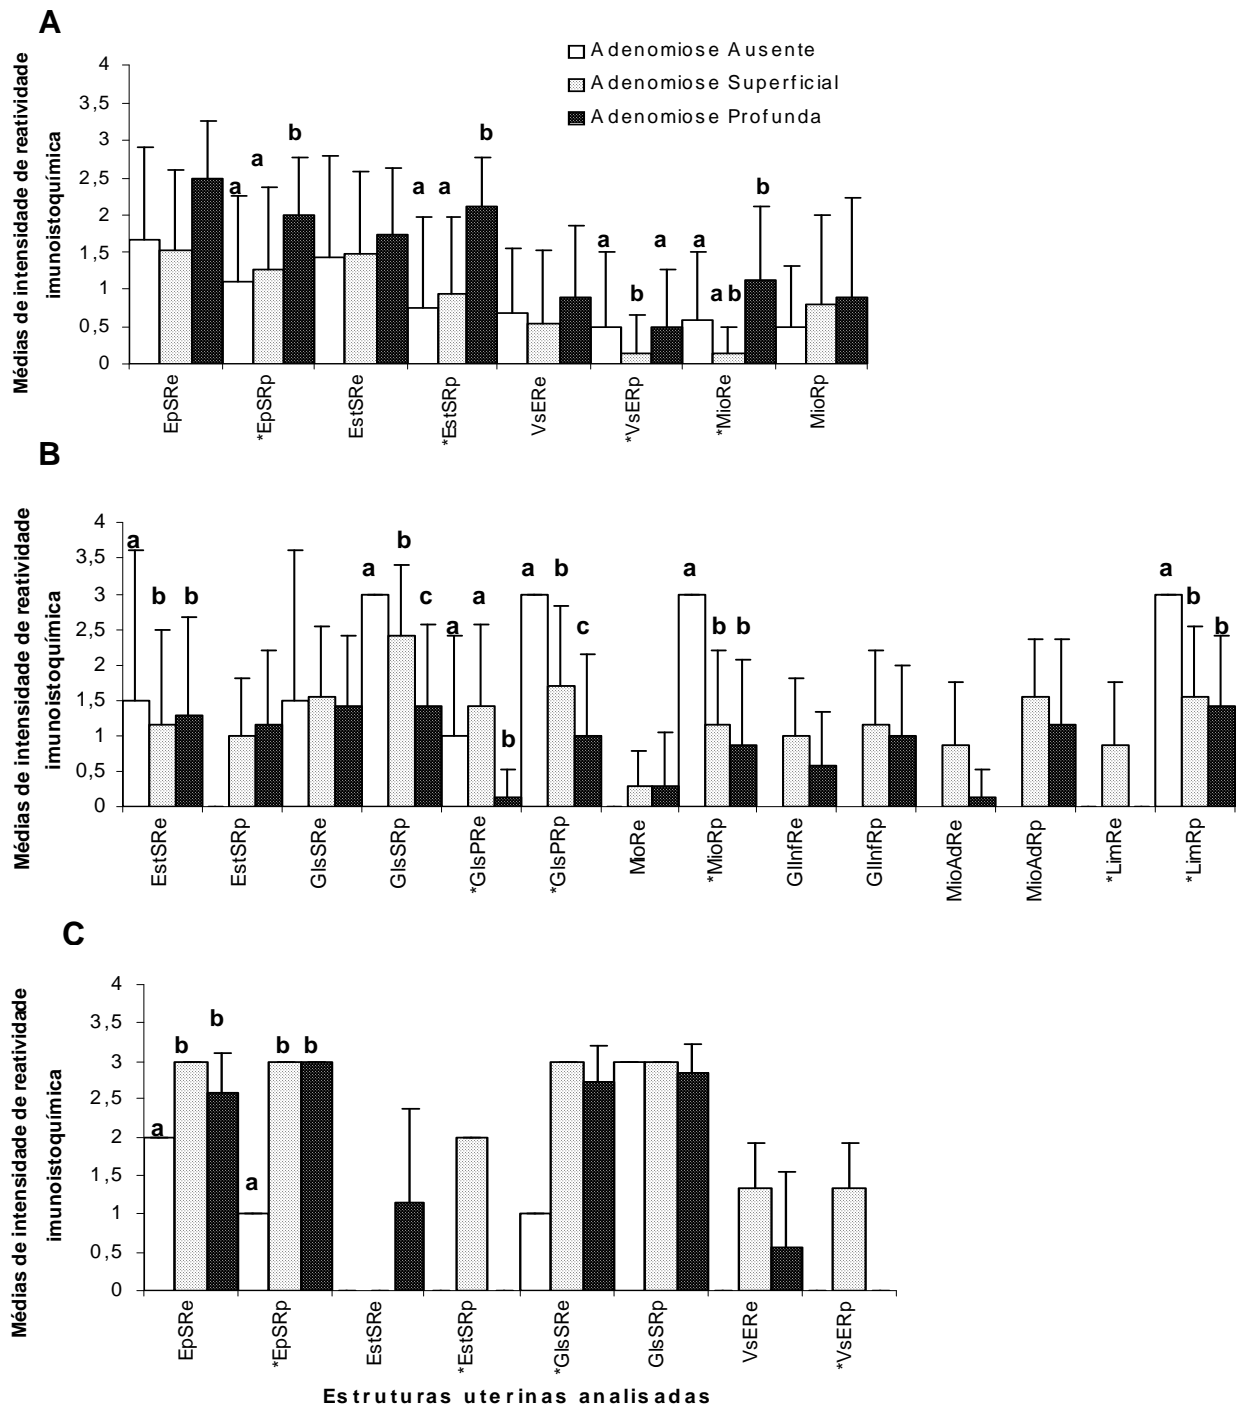 A
Adenomiose Ausente
Adenomiose Superficial
Adenomiose Profunda
Médias de intensidade de reatividade
imunoistoquímica
4
3,5
3
2,5
2
1,5
1
0,5
0
a a b a a b a b a a a b b
EpSRe *EpSRp EstSRe *EstSRp VsERe *VsERp *MioRe MioRp
B
Médias de intensidade de reatividade
imunoistoquímica
4
3,5
3
2,5
2
1,5
1
0,5
0
a b b a b c a a b a b c a b b a b b
EstSRe EstSRp GlsSRe GlsSRp *GlsPRe *GlsPRp MioRe *MioRp GlInfRe GlInfRp MioAdRe MioAdRp *LimRe *LimRp
C
Médias de intensidade de reatividade
imunoistoquímica
4
3,5
3
2,5
2
1,5
1
0,5
0
a b b a b b
EpSRe *EpSRp EstSRe *EstSRp *GlsSRe GlsSRp VsERe *VsERp
Estruturas uterinas analisadas